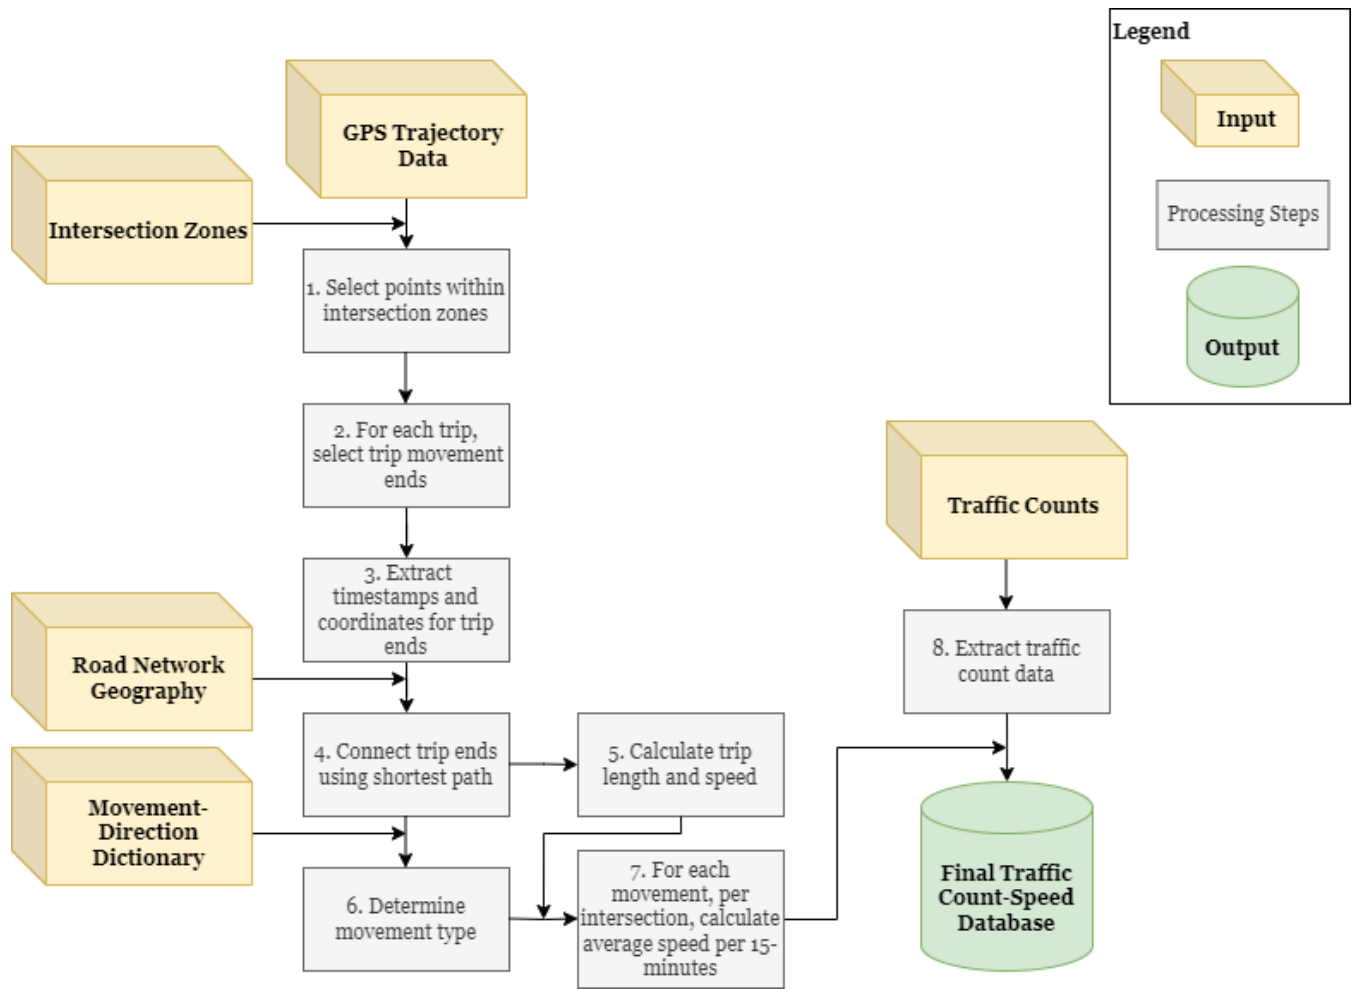 Legend
Input
Processing Steps
Output
GPS Trajectory
Data
Intersection Zones
1. Select points within
intersection zones
2. For each trip,
select trip movement
ends
3. Extract
timestamps and
coordinates for trip
ends
Road Network
Geography
4. Connect trip ends
using shortest path
5. Calculate trip
length and speed
Movement-
Direction
Dictionary
6. Determine
movement type
7. For each
movement, per
intersection, calculate
average speed per 15-
minutes
Traffic Counts
8. Extract traffic
count data
Final Traffic
Count-Speed
Database